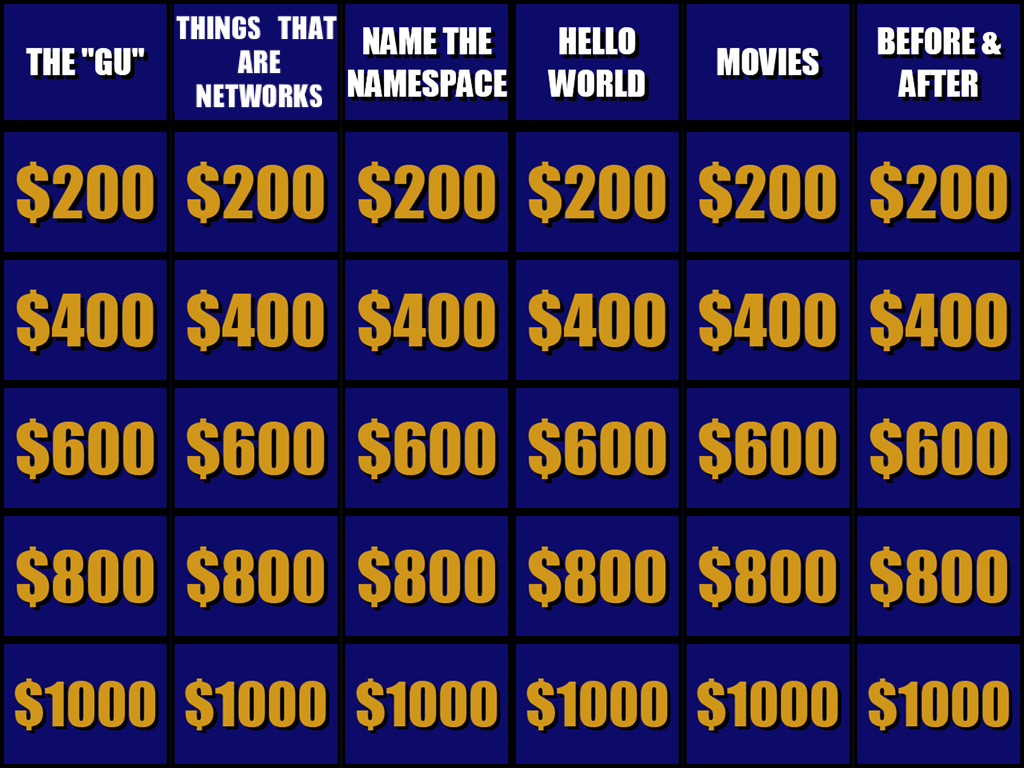 THE "GU"
THINGS THAT
ARE
NETWORKS
NAME THE
NAMESPACE
HELLO
WORLD
MOVIES
BEFORE &
AFTER
$200 $200 $200 $200 $200 $200
$400 $400 $400 $400 $400 $400
$600 $600 $600 $600 $600 $600
$800 $800 $800 $800 $800 $800
$1000 $1000 $1000 $1000 $1000 $1000